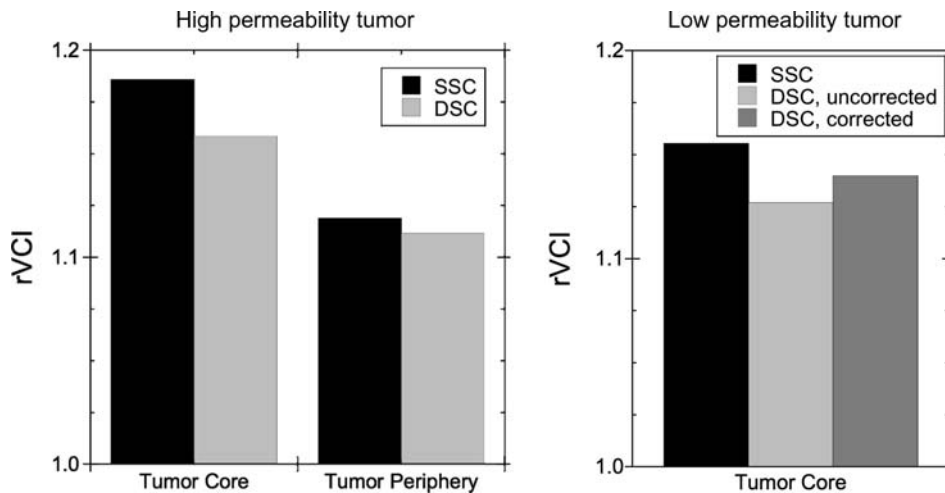 High permeability tumor
1.2
SSC
DSC
rVCI
1.1
1.0
Tumor Core
Tumor Periphery
Low permeability tumor
1.2
SSC
DSC, uncorrected
DSC, corrected
rVCI
1.1
1.0
Tumor Core